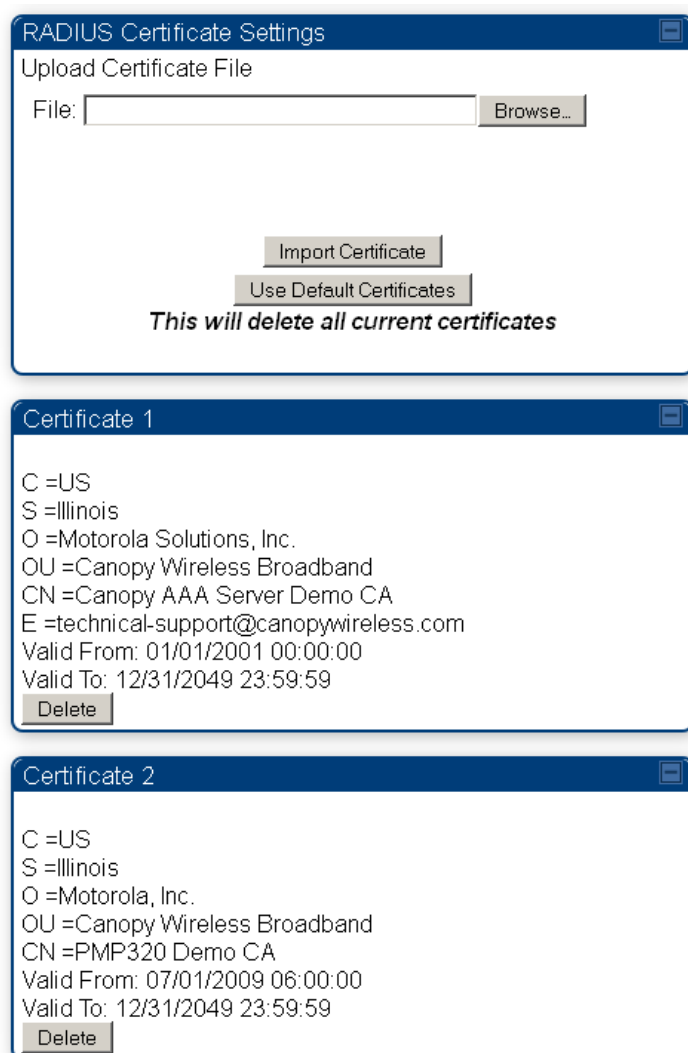 RADIUS Certificate Settings
Upload Certificate File
File: Browse...
Import Certificate
Use Default Certificates
This will delete all current certificates
Certificate 1
C =US
S =Illinois
O =Motorola Solutions, Inc.
OU =Canopy Wireless Broadband
CN =Canopy AAA Server Demo CA
E =technical-support@canopywireless.com
Valid From: 01/01/2001 00:00:00
Valid To: 12/31/2049 23:59:59
Delete
Certificate 2
C =US
S =Illinois
O =Motorola, Inc.
OU =Canopy Wireless Broadband
CN =PMP320 Demo CA
Valid From: 07/01/2009 06:00:00
Valid To: 12/31/2049 23:59:59
Delete